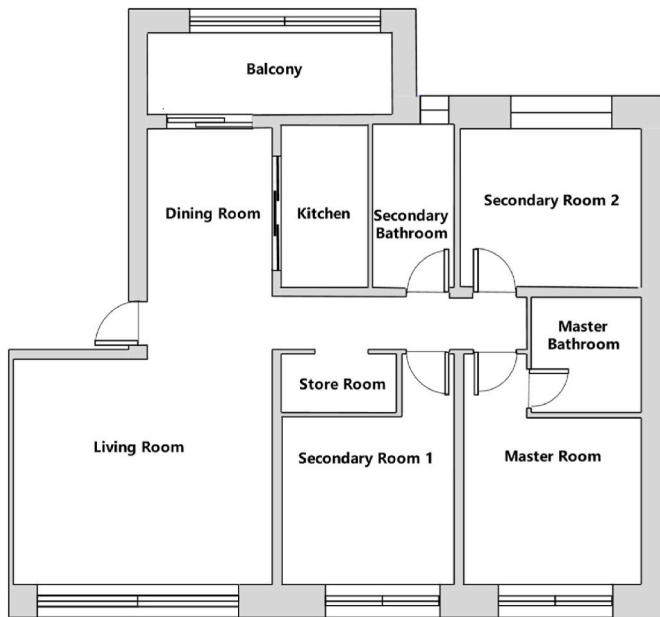 Balcony
Dining Room
Kitchen
Secondary
Bathroom
Secondary Room 2
Master
Bathroom
Store Room
Living Room
Secondary Room 1
Master Room